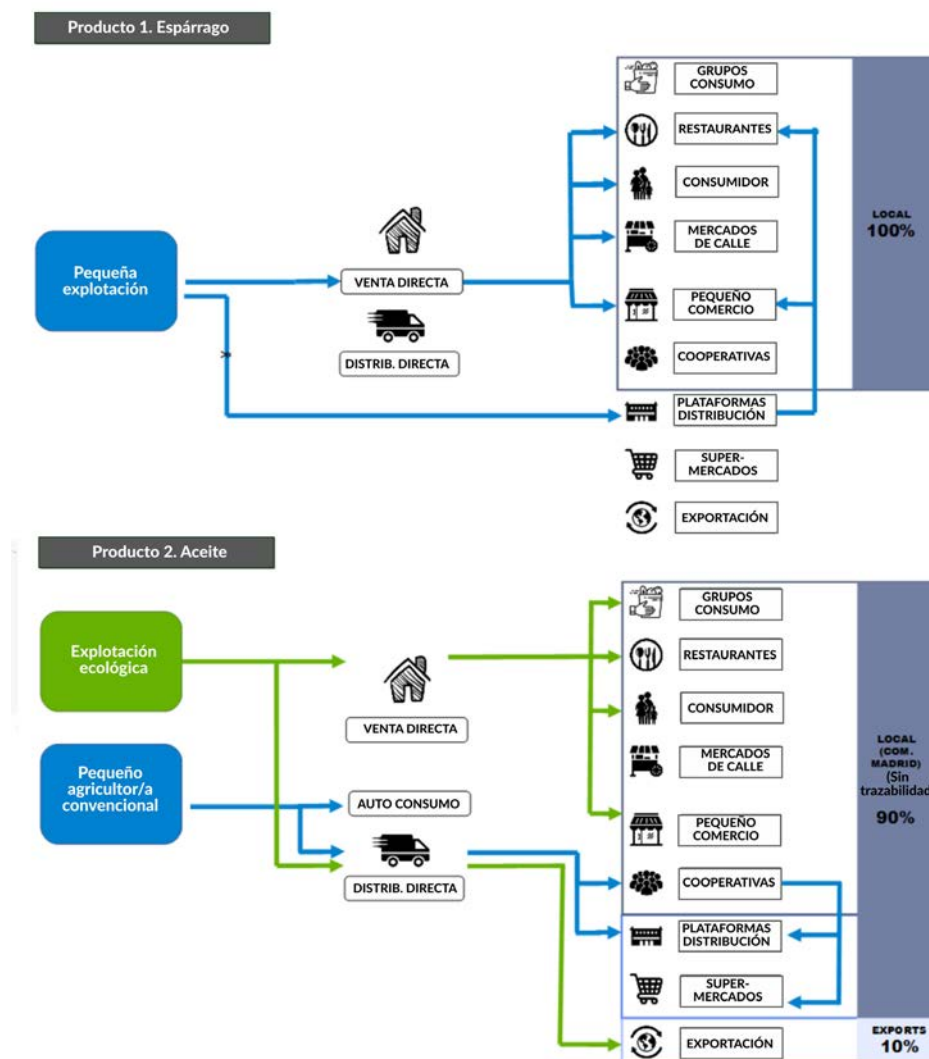 Producto 1. Espárrago
GRUPOS
CONSUMO
RESTAURANTES
CONSUMIDOR
MERCADOS
DE CALLE
PEQUEÑO
COMERCIO
COOPERATIVAS
PLATAFORMAS
DISTRIBUCIÓN
SUPER-
MERCADOS
EXPORTACIÓN
LOCAL
100%
Pequeña
explotación
VENTA DIRECTA
DISTRIB. DIRECTA
Producto 2. Aceite
Explotación
ecológica
Pequeño
agricultor/a
convencional
VENTA DIRECTA
AUTO CONSUMO
DISTRIB. DIRECTA
GRUPOS
CONSUMO
RESTAURANTES
CONSUMIDOR
MERCADOS
DE CALLE
PEQUEÑO
COMERCIO
COOPERATIVAS
PLATAFORMAS
DISTRIBUCIÓN
SUPER-
MERCADOS
EXPORTACIÓN
LOCAL
(COM.
MADRID)
(Sin
trazabilidad
90%
EXPORTS
10%